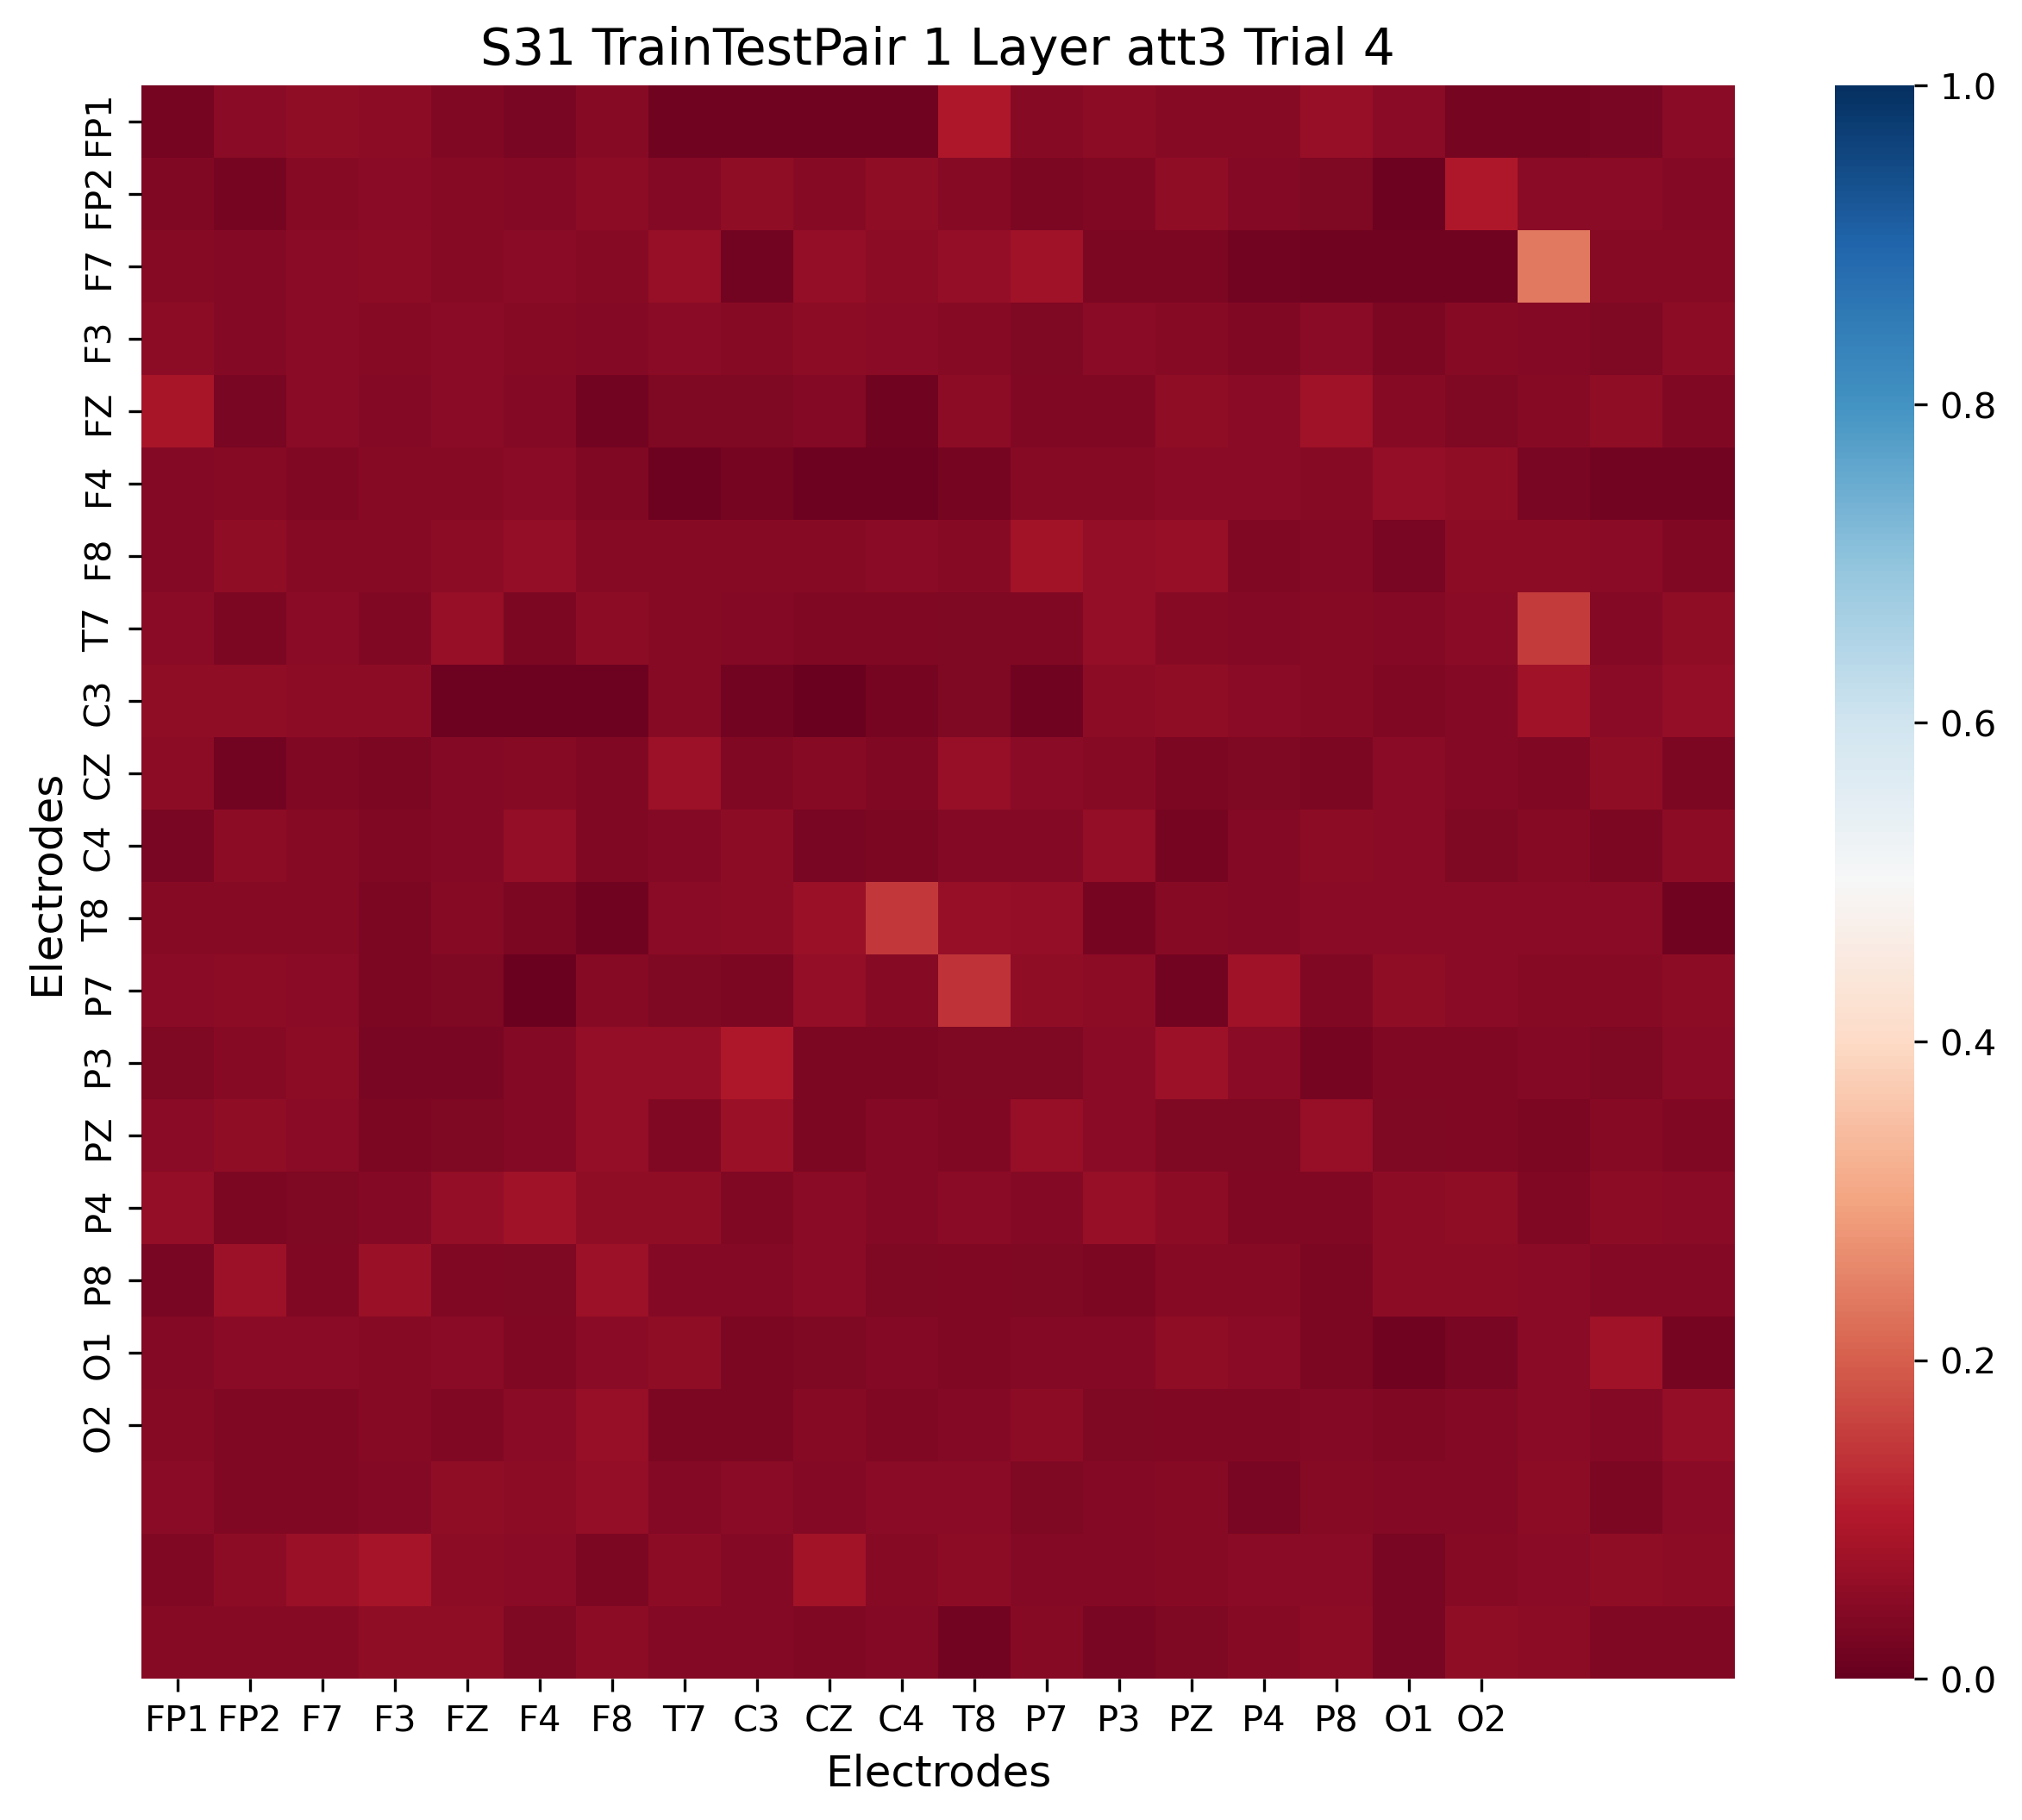 S31 TrainTestPair 1 Layer att3 Trial 4
Electrodes
FP1
FP2
F7
F3
FZ
F4
F8
T7
C3
CZ
C4
T8
P7
P3
PZ
P4
P8
O1
O2
FP1 FP2 F7 F3 FZ F4 F8 T7 C3 CZ C4 T8 P7 P3 PZ P4 P8 O1 O2
Electrodes
1.0
0.8
0.6
0.4
0.2
0.0